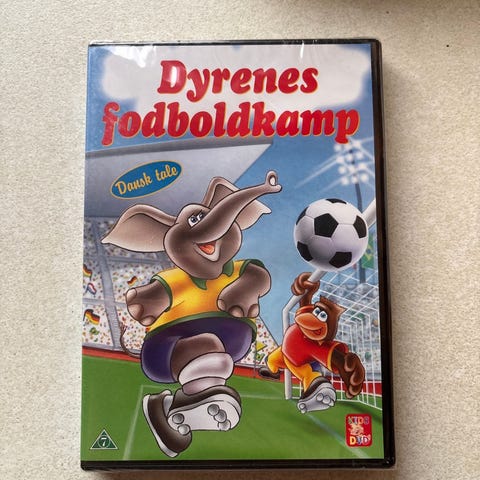 Dyrenes
fodboldkamp
Dansk tale
7
KIDS
DVD